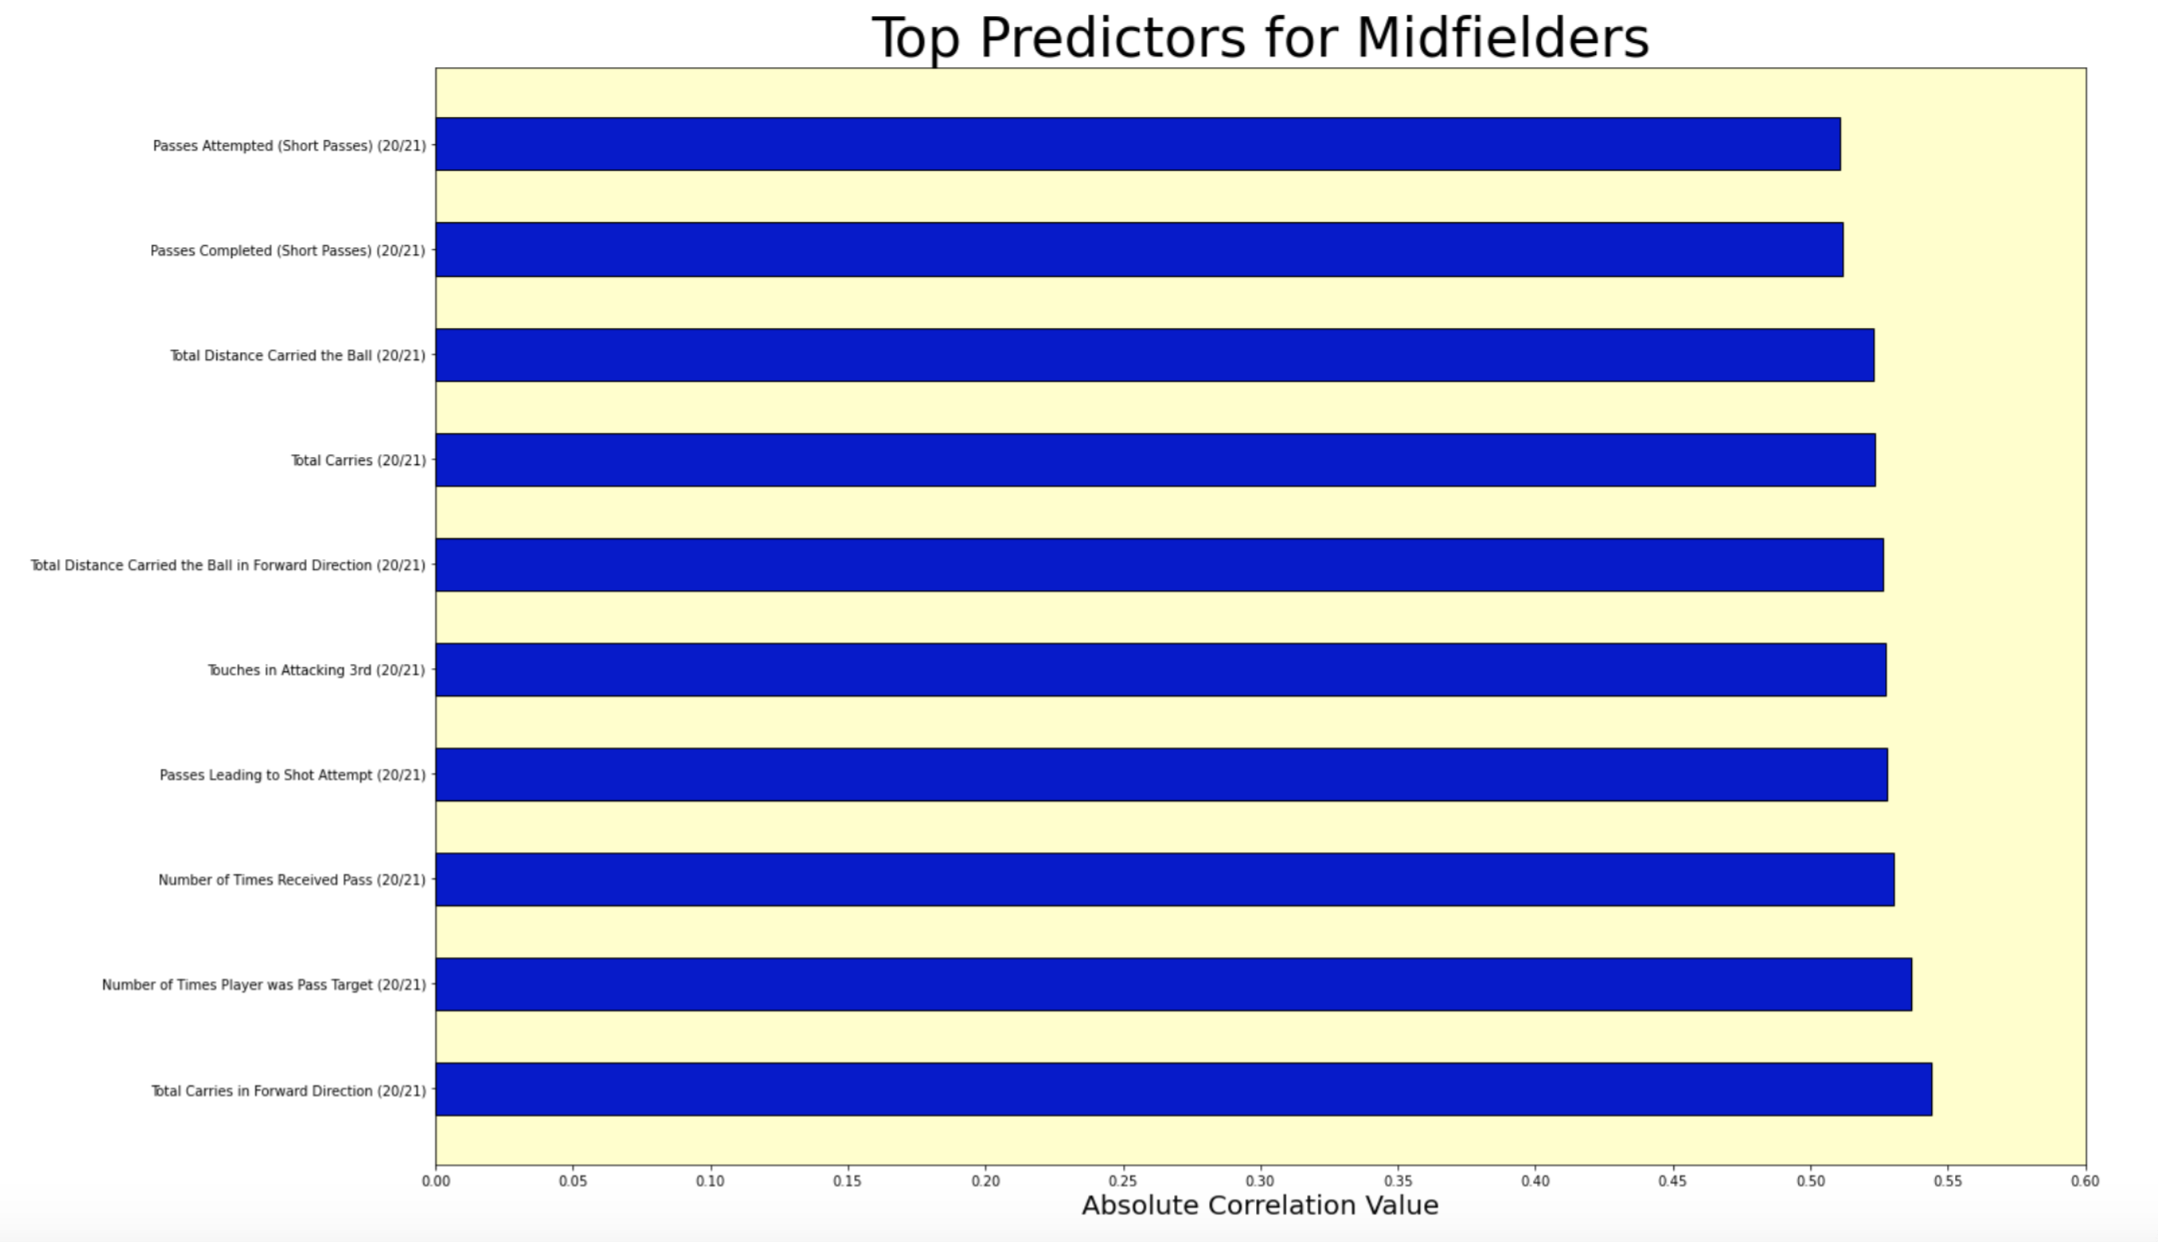 Top Predictors for Midfielders
Passes Attempted (Short Passes) (20/21)
Passes Completed (Short Passes) (20/21)
Total Distance Carried the Ball (20/21)
Total Carries (20/21)
Total Distance Carried the Ball in Forward Direction (20/21)
Touches in Attacking 3rd (20/21)
Passes Leading to Shot Attempt (20/21)
Number of Times Received Pass (20/21)
Number of Times Player was Pass Target (20/21)
Total Carries in Forward Direction (20/21)
0.00 0.05 0.10 0.15 0.20 0.25 0.30 0.35 0.40 0.45 0.50 0.55 0.60
Absolute Correlation Value